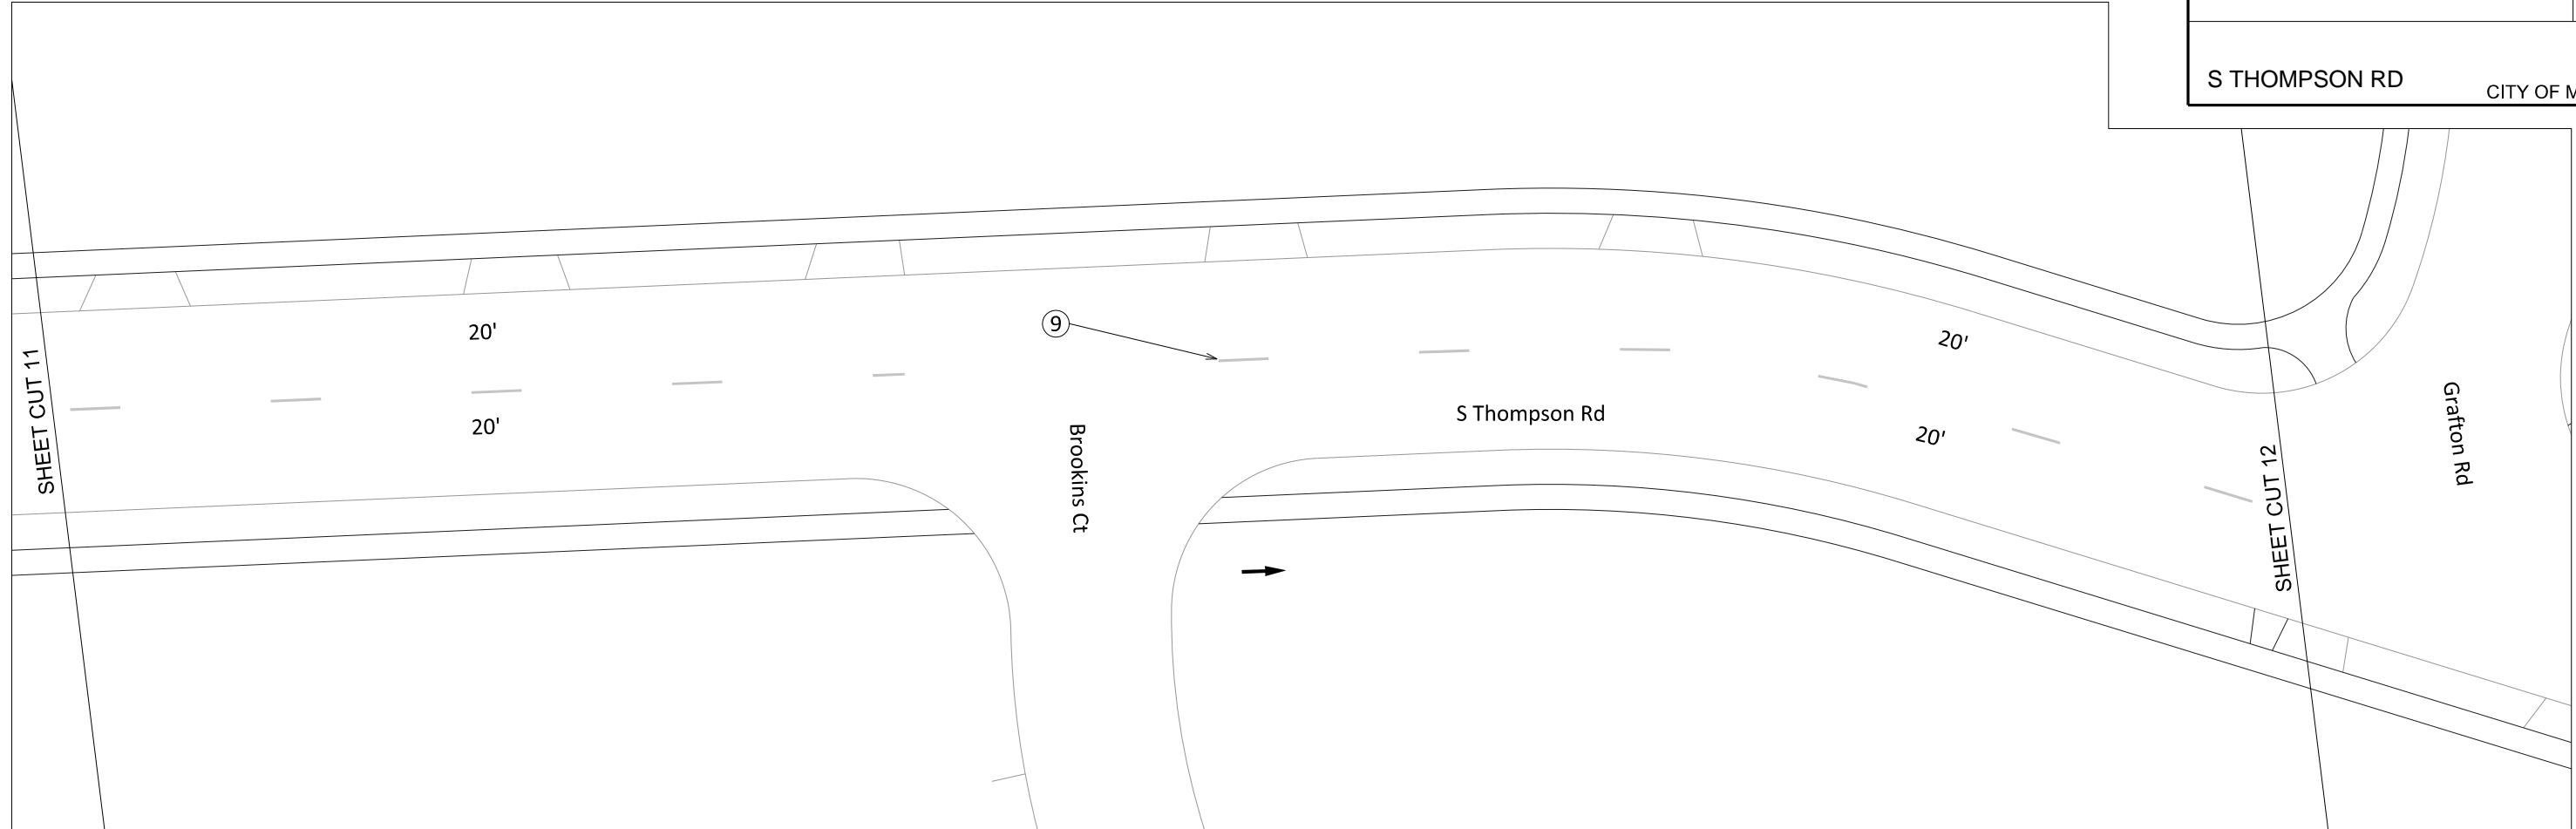 S THOMPSON RD
CITY OF M
20'
9
20'
20'
20'
S Thompson Rd
Brookins Ct
Grafton Rd
SHEET CUT 11
SHEET CUT 12